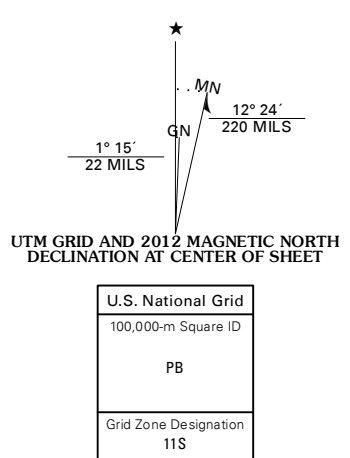 ★
MN
GN
12° 24´
220 MILS
1° 15´
22 MILS
UTM GRID AND 2012 MAGNETIC NORTH
DECLINATION AT CENTER OF SHEET
U.S. National Grid
100,000-m Square ID
PB
Grid Zone Designation
11S